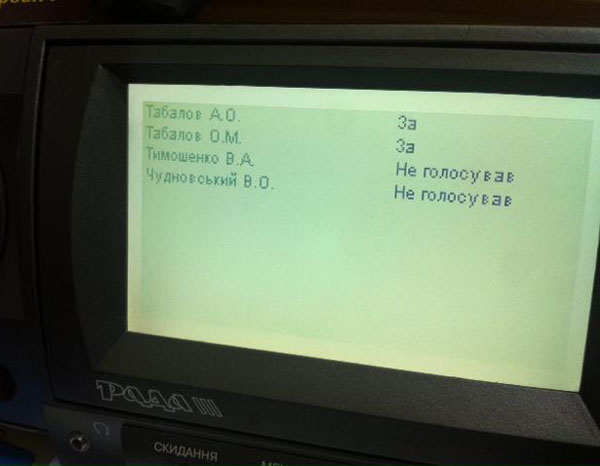 Табалов А.О. За
Табалов О.М. За
Тимошенко В.А. Не голосував
Чудновський В.О. Не голосував
РАДА III
СКИДАННЯ